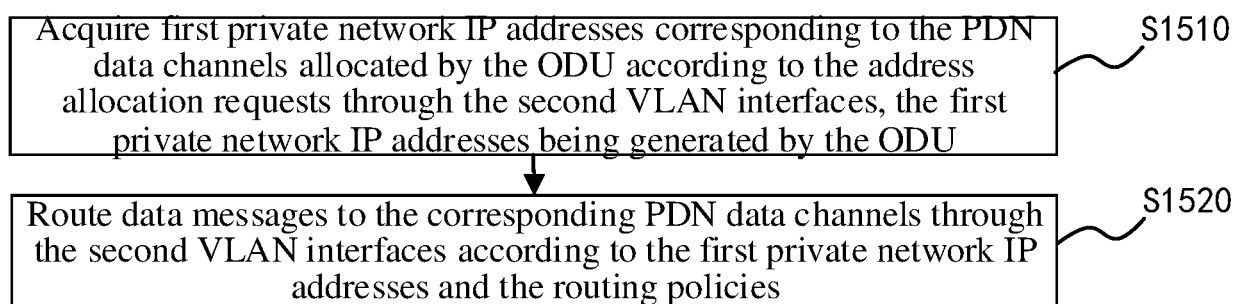 Acquire first private network IP addresses corresponding to the PDN
data channels allocated by the ODU according to the address
allocation requests through the second VLAN interfaces, the first
private network IP addresses being generated by the ODU
S1510
Route data messages to the corresponding PDN data channels through
the second VLAN interfaces according to the first private network IP
addresses and the routing policies
S1520